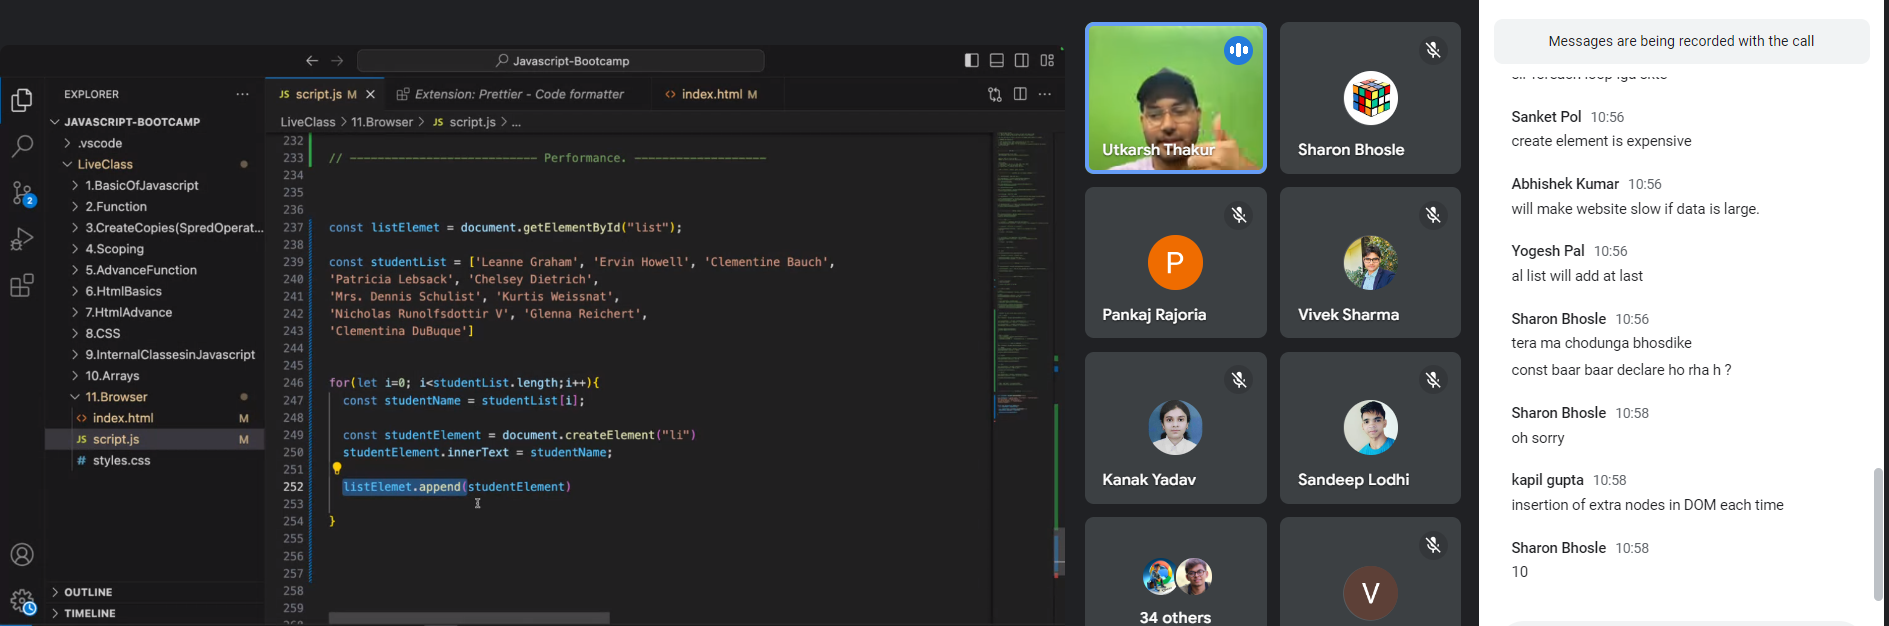 Javascript-Bootcamp
EXPLORER
JAVASCRIPT-BOOTCAMP
.vscode
LiveClass
1.BasicOfJavascript
2.Function
3.CreateCopies(SpredOperat...
4.Scoping
5.AdvanceFunction
6.HtmlBasics
7.HtmlAdvance
8.CSS
9.InternalClassesinJavascript
10.Arrays
11.Browser
index.html M
JS script.js M
# styles.css
OUTLINE
TIMELINE
2
JS script.js M
Extension: Prettier - Code formatter
index.html M
LiveClass > 11.Browser > JS script.js > ...
232
233 // --------------------------- Performance. -------------------
234
235
236
237 const listElemet = document.getElementById("list");
238
239 const studentList = ['Leanne Graham', 'Ervin Howell', 'Clementine Bauch',
240 'Patricia Lebsack', 'Chelsey Dietrich',
241 'Mrs. Dennis Schulist', 'Kurtis Weissnat',
242 'Nicholas Runolfsdottir V', 'Glenna Reichert',
243 'Clementina DuBuque']
244
245
246 for(let i=0; i<studentList.length;i++){
247 const studentName = studentList[i];
248
249 const studentElement = document.createElement("li")
250 studentElement.innerText = studentName;
251
252 listElemet.append(studentElement)
253
254 }
255
256
257
258
259
Utkarsh Thakur
Sharon Bhosle
P
Pankaj Rajoria
Vivek Sharma
Kanak Yadav
Sandeep Lodhi
34 others
V
Messages are being recorded with the call
Sanket Pol 10:56
create element is expensive
Abhishek Kumar 10:56
will make website slow if data is large.
Yogesh Pal 10:56
al list will add at last
Sharon Bhosle 10:56
tera ma chodunga bhosdike
const baar baar declare ho rha h ?
Sharon Bhosle 10:58
oh sorry
kapil gupta 10:58
insertion of extra nodes in DOM each time
Sharon Bhosle 10:58
10